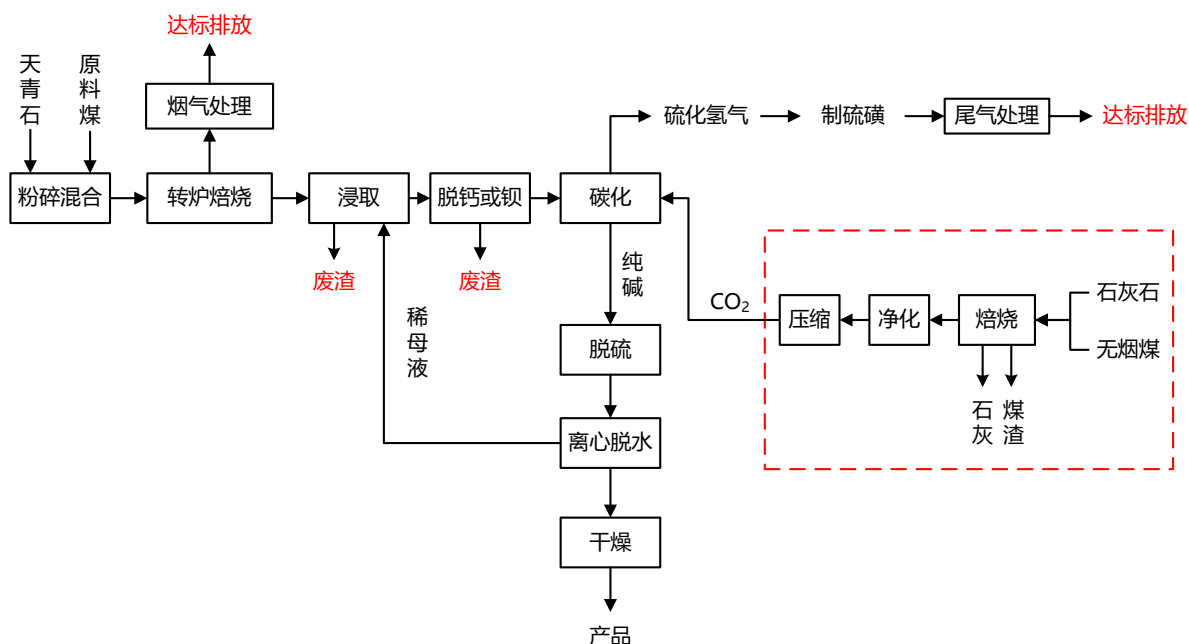 达标排放
天青石
原料煤
烟气处理
硫化氢气
制硫磺
尾气处理
达标排放
粉碎混合
转炉焙烧
浸取
脱钙或钡
碳化
废渣
废渣
纯碱
CO₂
压缩
净化
焙烧
石灰石
无烟煤
稀母液
脱硫
石灰
煤渣
离心脱水
干燥
产品